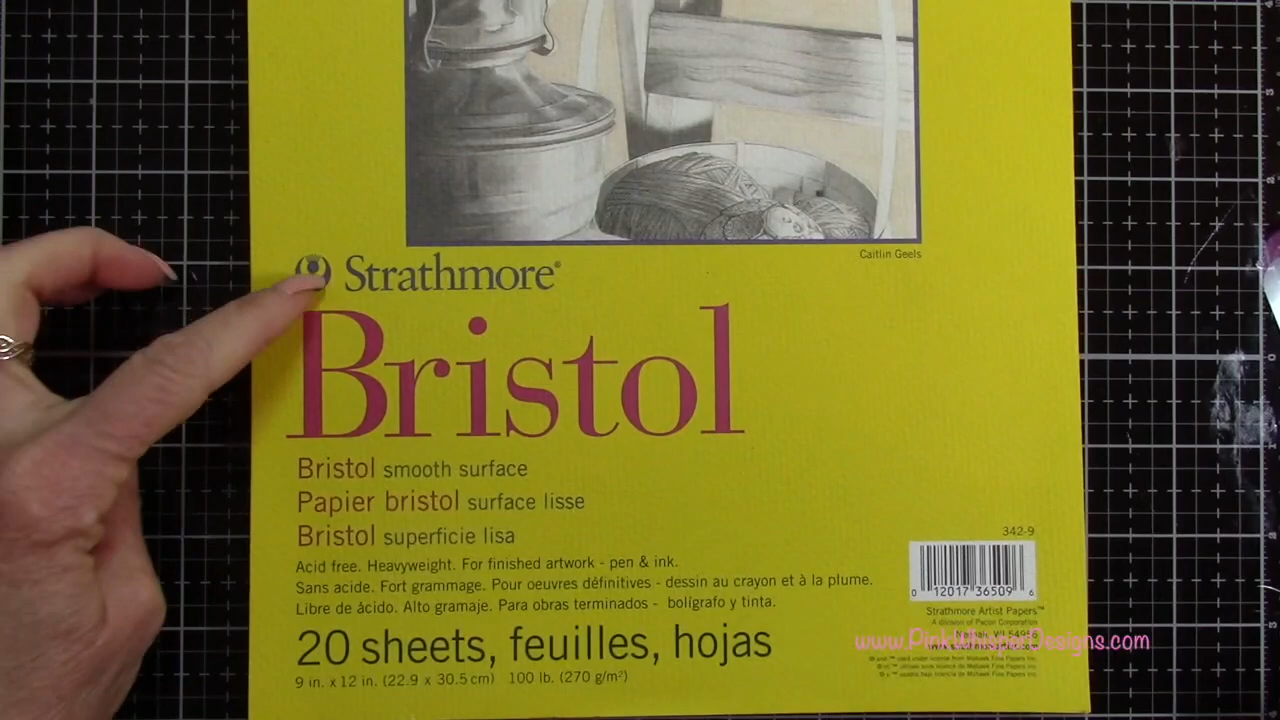 Caitlin Geels
Strathmore®
Bristol
Bristol smooth surface
Papier bristol surface lisse
Bristol superficie lisa
Acid free. Heavyweight. For finished artwork - pen & ink.
Sans acide. Fort grammage. Pour oeuvres définitives - dessin au crayon et à la plume.
Libre de ácido. Alto gramaje. Para obras terminados - bolígrafo y tinta.
20 sheets, feuilles, hojas
9 in. x 12 in. (22.9 x 30.5 cm) 100 lb. (270 g/m²)
342-9
0 12017 36509 6
Strathmore Artist Papers™
A division of Pacon Corporation
WI 54956
www.PinkWhisperDesigns.com